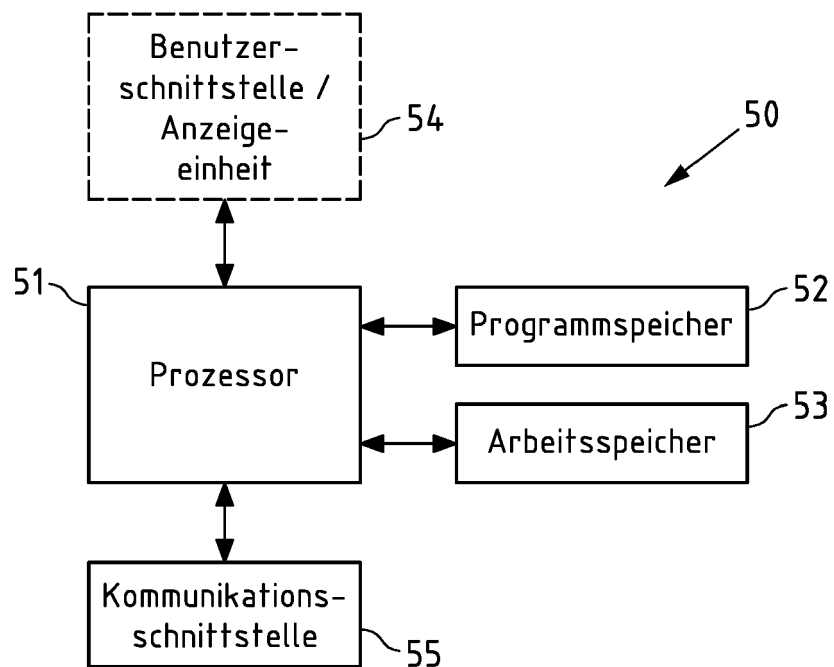 Benutzer-
schnittstelle /
Anzeige-
einheit
54
50
51
Prozessor
52
Programmspeicher
53
Arbeitsspeicher
Kommunikations-
schnittstelle
55